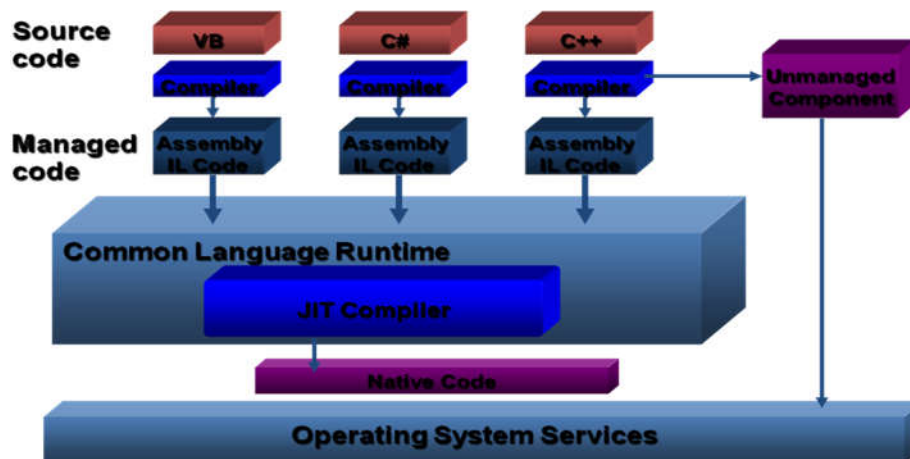 Source
code
VB
C#
C++
Compiler
Compiler
Compiler
Unmanaged
Component
Managed
code
Assembly
IL Code
Assembly
IL Code
Assembly
IL Code
Common Language Runtime
JIT Compiler
Native Code
Operating System Services